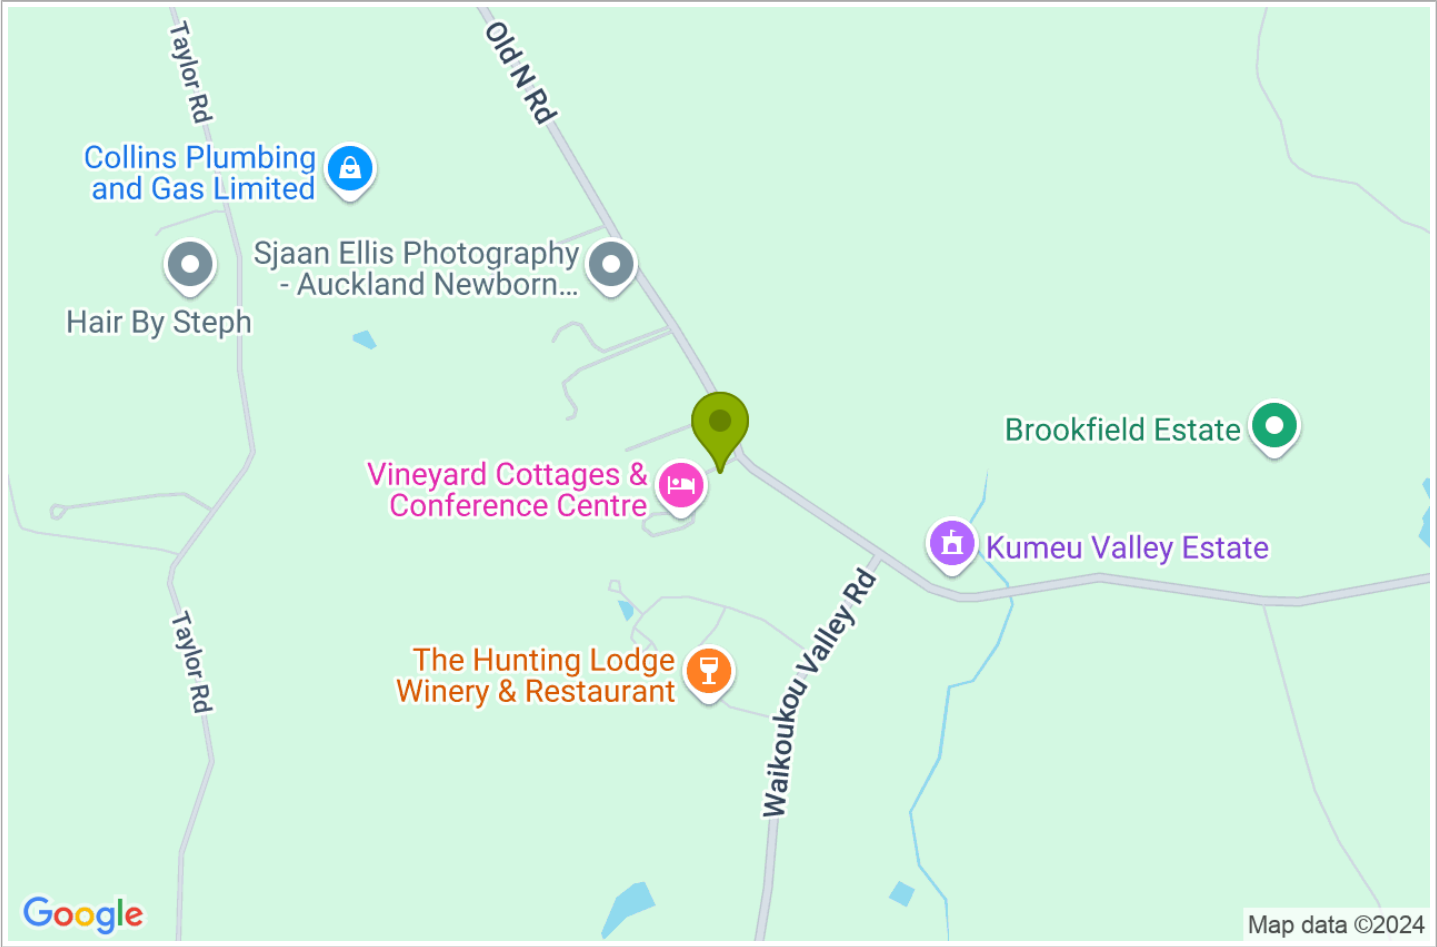 Taylor Rd
Old N Rd
Collins Plumbing
and Gas Limited
Sjaan Ellis Photography
- Auckland Newborn...
Hair By Steph
Brookfield Estate
Vineyard Cottages &
Conference Centre
Kumeu Valley Estate
Waikoukou Valley Rd
Taylor Rd
The Hunting Lodge
Winery & Restaurant
Google
Map data ©2024